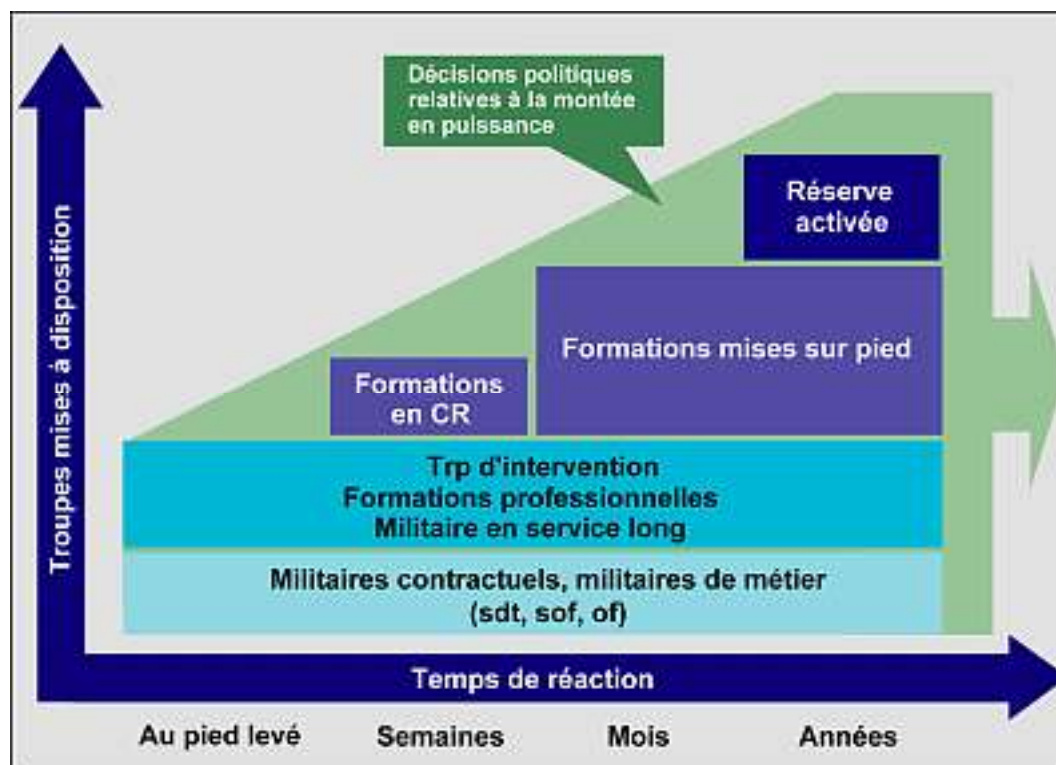 Décisions politiques
relatives à la montée
en puissance
Réserve
activée
Formations mises sur pied
Formations
en CR
Trp d'intervention
Formations professionnelles
Militaire en service long
Militaires contractuels, militaires de métier
(sdt, sof, of)
Troupes mises à disposition
Temps de réaction
Au pied levé
Semaines
Mois
Années